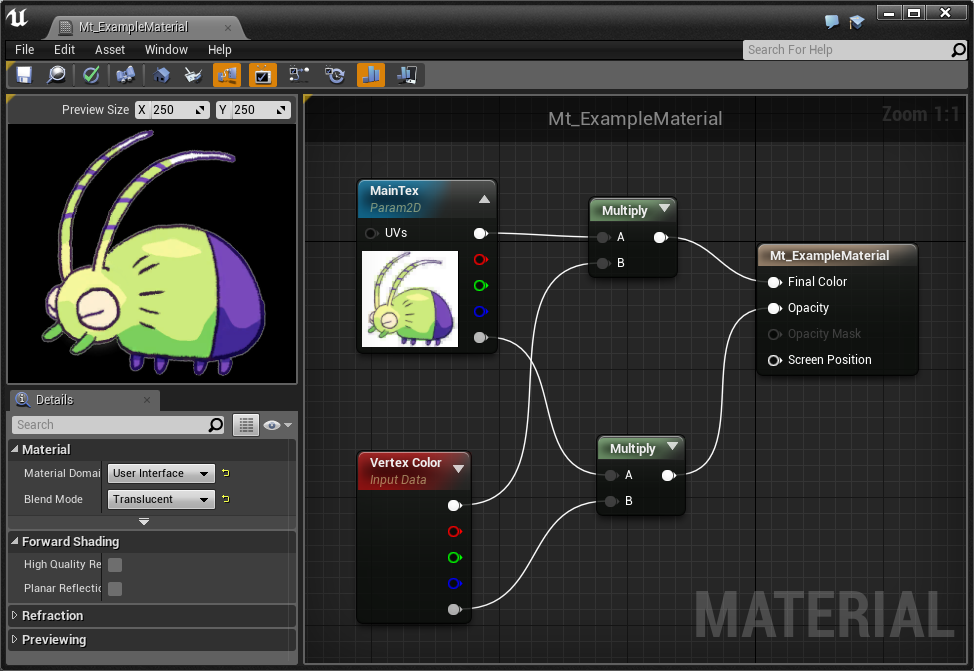 Mt_ExampleMaterial
File Edit Asset Window Help
Search For Help
Preview Size X 250 Y 250
Mt_ExampleMaterial
Zoom 1:1
MainTex
Param2D
UVs
Multiply
A
B
Mt_ExampleMaterial
Final Color
Opacity
Opacity Mask
Screen Position
Vertex Color
Input Data
Multiply
A
B
MATERIAL
Details
Search
Material
Material Domai User Interface
Blend Mode Translucent
Forward Shading
High Quality Re
Planar Reflectic
Refraction
Previewing